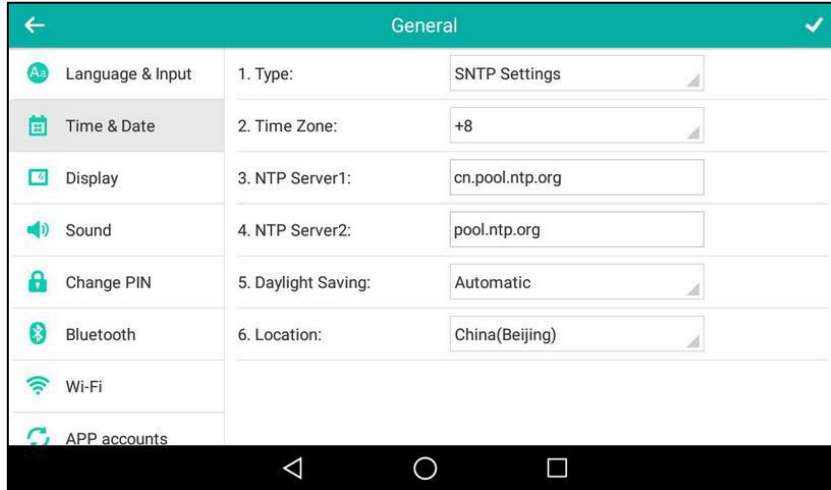 General
Aa Language & Input
Time & Date
Display
Sound
Change PIN
Bluetooth
Wi-Fi
APP accounts
1. Type: SNTP Settings
2. Time Zone: +8
3. NTP Server1: cn.pool.ntp.org
4. NTP Server2: pool.ntp.org
5. Daylight Saving: Automatic
6. Location: China(Beijing)